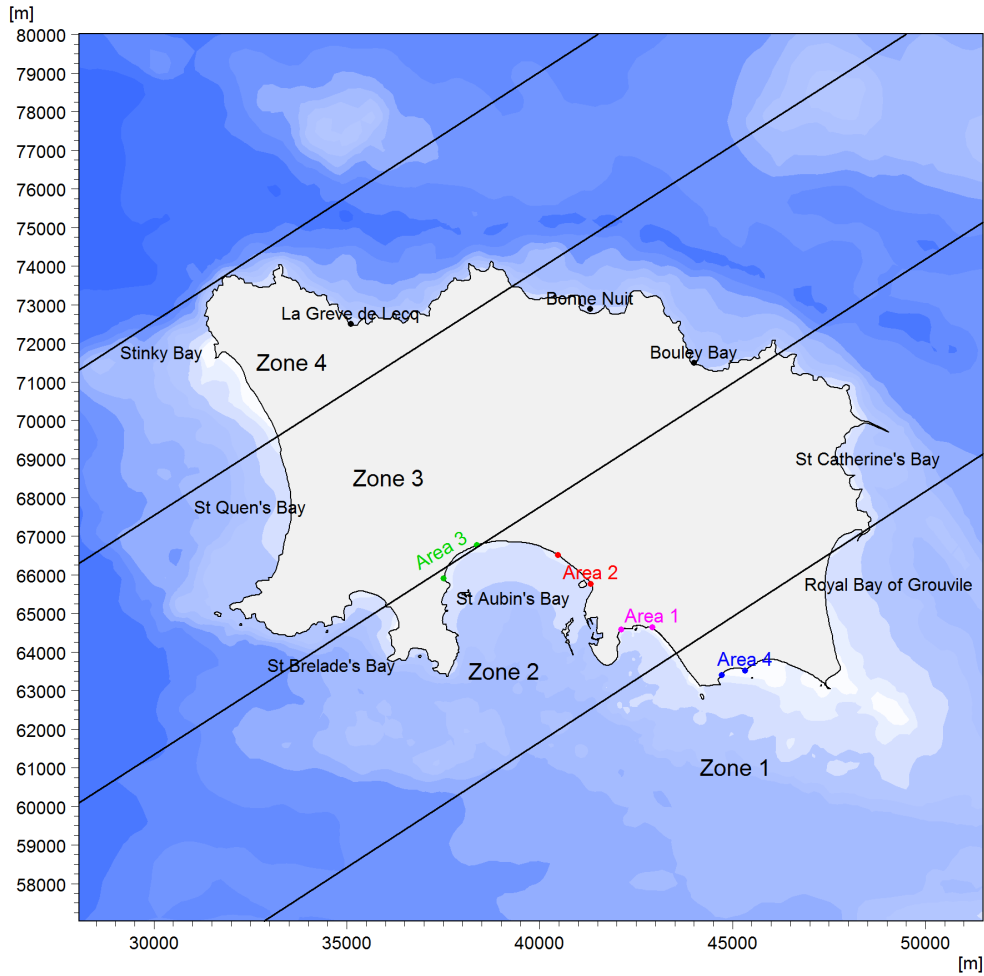 [m]
80000
79000
78000
77000
76000
75000
74000
73000
72000
71000
70000
69000
68000
67000
66000
65000
64000
63000
62000
61000
60000
59000
58000
La Greve de Lecq
Bonne Nuit
Stinky Bay
Bouley Bay
Zone 4
St Catherine's Bay
Zone 3
St Quen's Bay
Area 3
Area 2
Royal Bay of Grouvile
St Aubin's Bay
Area 1
St Brelade's Bay
Zone 2
Area 4
Zone 1
30000 35000 40000 45000 50000
[m]